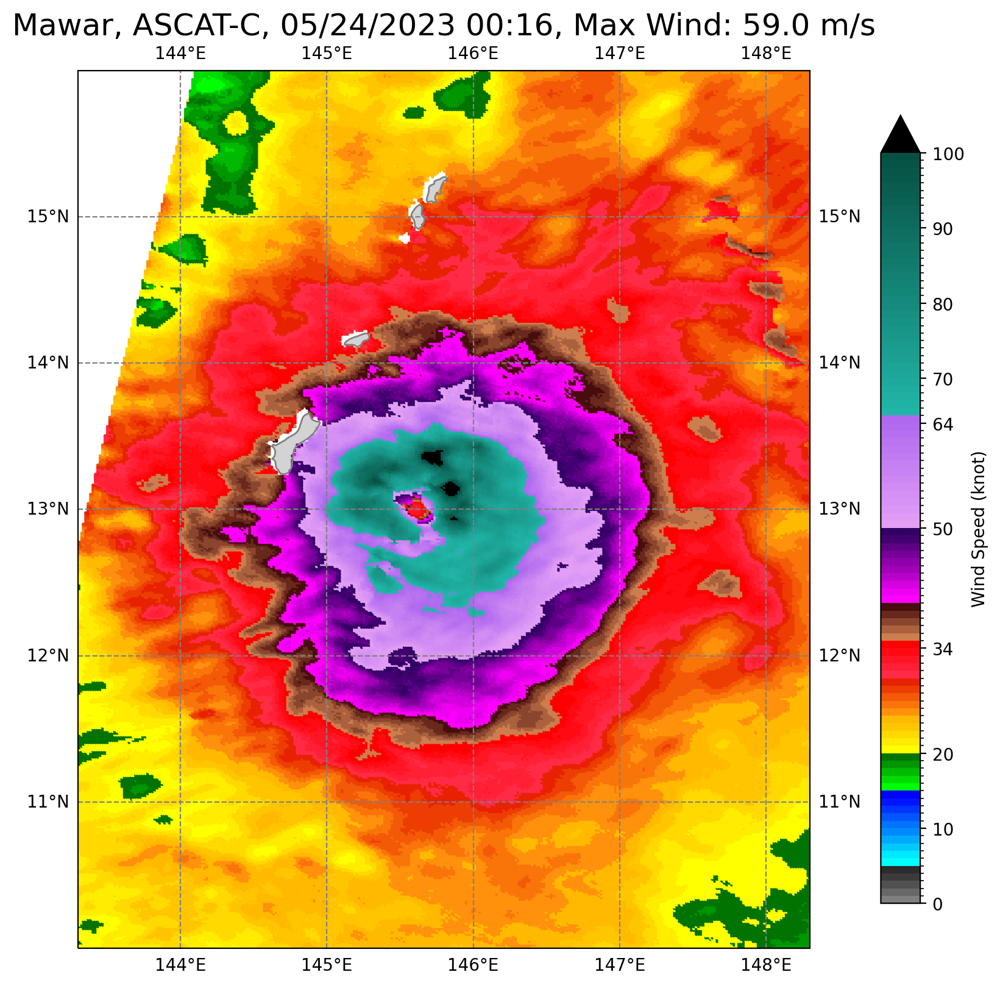 Mawar, ASCAT-C, 05/24/2023 00:16, Max Wind: 59.0 m/s
144°E 145°E 146°E 147°E 148°E
15°N 15°N
14°N 14°N
13°N 13°N
12°N 12°N
11°N 11°N
144°E 145°E 146°E 147°E 148°E
100
90
80
70
64
50
34
20
10
0
Wind Speed (knot)